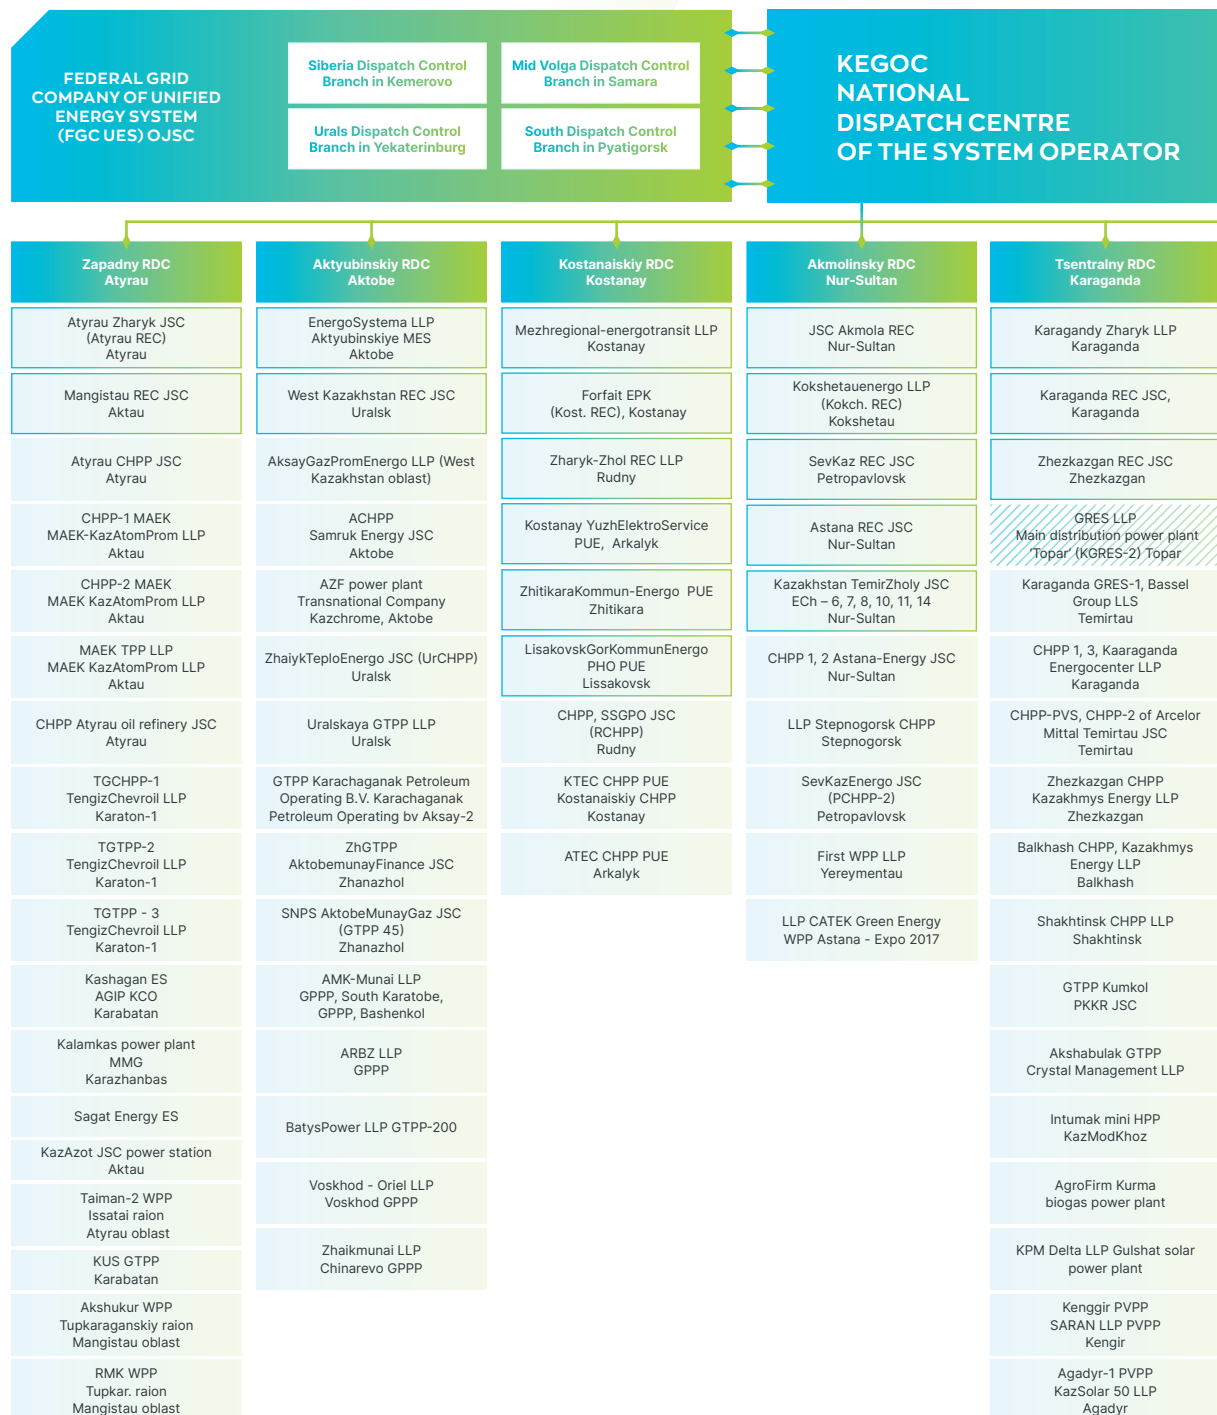 FEDERAL GRID
COMPANY OF UNIFIED
ENERGY SYSTEM
(FGC UES) OJSC
Siberia Dispatch Control
Branch in Kemerovo
Mid Volga Dispatch Control
Branch in Samara
Urals Dispatch Control
Branch in Yekaterinburg
South Dispatch Control
Branch in Pyatigorsk
KEGOC
NATIONAL
DISPATCH CENTRE
OF THE SYSTEM OPERATOR
Zapadny RDC
Atyrau
Atyrau Zharyk JSC
(Atyrau REC)
Atyrau
Mangistau REC JSC
Aktau
Atyrau CHPP JSC
Atyrau
CHPP-1 MAEK
MAEK-KazAtomProm LLP
Aktau
CHPP-2 MAEK
MAEK KazAtomProm LLP
Aktau
MAEK TPP LLP
MAEK KazAtomProm LLP
Aktau
CHPP Atyrau oil refinery JSC
Atyrau
TGCHPP-1
TengizChevroil LLP
Karaton-1
TGTPP-2
TengizChevroil LLP
Karaton-1
TGTPP - 3
TengizChevroil LLP
Karaton-1
Kashagan ES
AGIP KCO
Karabatan
Kalamkas power plant
MMG
Karazhanbas
Sagat Energy ES
KazAzot JSC power station
Aktau
Taiman-2 WPP
Issatai raion
Atyrau oblast
KUS GTPP
Karabatan
Akshukur WPP
Tupkaraganskiy raion
Mangistau oblast
RMK WPP
Tupkar. raion
Mangistau oblast
Aktyubinskiy RDC
Aktobe
EnergoSystema LLP
Aktyubinskiye MES
Aktobe
West Kazakhstan REC JSC
Uralsk
AksayGazPromEnergo LLP (West
Kazakhstan oblast)
ACHPP
Samruk Energy JSC
Aktobe
AZF power plant
Transnational Company
Kazchrome, Aktobe
ZhaiykTeploEnergo JSC (UrCHPP)
Uralsk
Uralskaya GTPP LLP
Uralsk
GTPP Karachaganak Petroleum
Operating B.V. Karachaganak
Petroleum Operating bv Aksay-2
ZhGTPP
AktobemunayFinance JSC
Zhanazhol
SNPS AktobeMunayGaz JSC
(GTPP 45)
Zhanazhol
AMK-Munai LLP
GPPP, South Karatobe,
GPPP, Bashenkol
ARBZ LLP
GPPP
BatysPower LLP GTPP-200
Voskhod - Oriel LLP
Voskhod GPPP
Zhaikmunai LLP
Chinarevo GPPP
Kostanaiskiy RDC
Kostanay
Mezhregional-energotransit LLP
Kostanay
Forfait EPK
(Kost. REC), Kostanay
Zharyk-Zhol REC LLP
Rudny
Kostanay YuzhElektroService
PUE, Arkalyk
ZhitikaraKommun-Energo PUE
Zhitikara
LisakovskGorKommunEnergo
PHO PUE
Lissakovsk
CHPP, SSGPO JSC
(RCHPP)
Rudny
KTEC CHPP PUE
Kostanaiskiy CHPP
Kostanay
ATEC CHPP PUE
Arkalyk
Akmolinsky RDC
Nur-Sultan
JSC Akmola REC
Nur-Sultan
Kokshetauenergo LLP
(Kokch. REC)
Kokshetau
SevKaz REC JSC
Petropavlovsk
Astana REC JSC
Nur-Sultan
Kazakhstan TemirZholy JSC
ECh – 6, 7, 8, 10, 11, 14
Nur-Sultan
CHPP 1, 2 Astana-Energy JSC
Nur-Sultan
LLP Stepnogorsk CHPP
Stepnogorsk
SevKazEnergo JSC
(PCHPP-2)
Petropavlovsk
First WPP LLP
Yereymentau
LLP CATEK Green Energy
WPP Astana - Expo 2017
Tsentralny RDC
Karaganda
Karagandy Zharyk LLP
Karaganda
Karaganda REC JSC,
Karaganda
Zhezkazgan REC JSC
Zhezkazgan
GRES LLP
Main distribution power plant
‘Topar’ (KGRES-2) Topar
Karaganda GRES-1, Bassel
Group LLS
Temirtau
CHPP 1, 3, Kaaraganda
Energocenter LLP
Karaganda
CHPP-PVS, CHPP-2 of Arcelor
Mittal Temirtau JSC
Temirtau
Zhezkazgan CHPP
Kazakhmys Energy LLP
Zhezkazgan
Balkhash CHPP, Kazakhmys
Energy LLP
Balkhash
Shakhtinsk CHPP LLP
Shakhtinsk
GTPP Kumkol
PKKR JSC
Akshabulak GTPP
Crystal Management LLP
Intumak mini HPP
KazModKhoz
AgroFirm Kurma
biogas power plant
KPM Delta LLP Gulshat solar
power plant
Kenggir PVPP
SARAN LLP PVPP
Kengir
Agadyr-1 PVPP
KazSolar 50 LLP
Agadyr